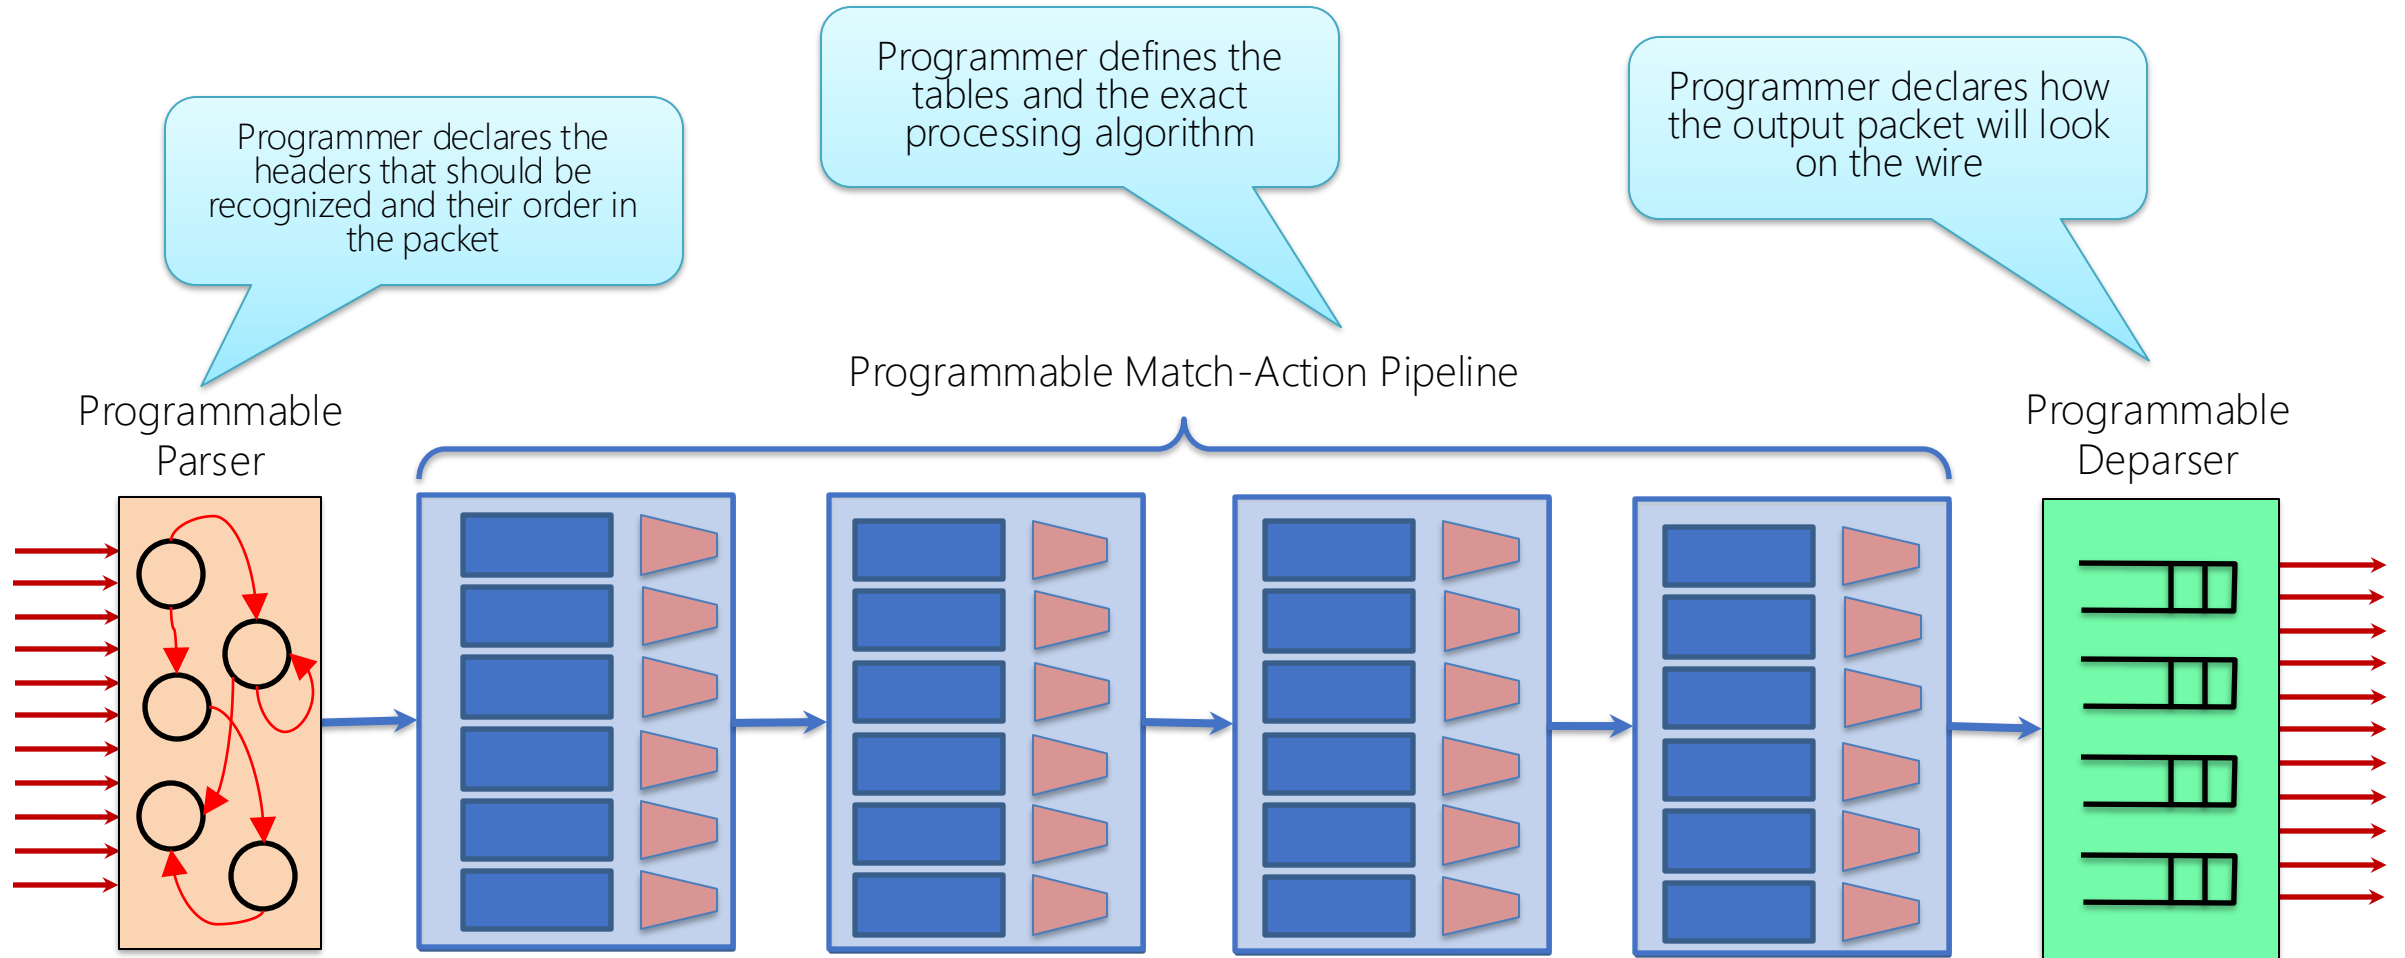 Programmer declares the
headers that should be
recognized and their order in
the packet
Programmer defines the
tables and the exact
processing algorithm
Programmer declares how
the output packet will look
on the wire
Programmable
Parser
Programmable Match-Action Pipeline
Programmable
Deparser